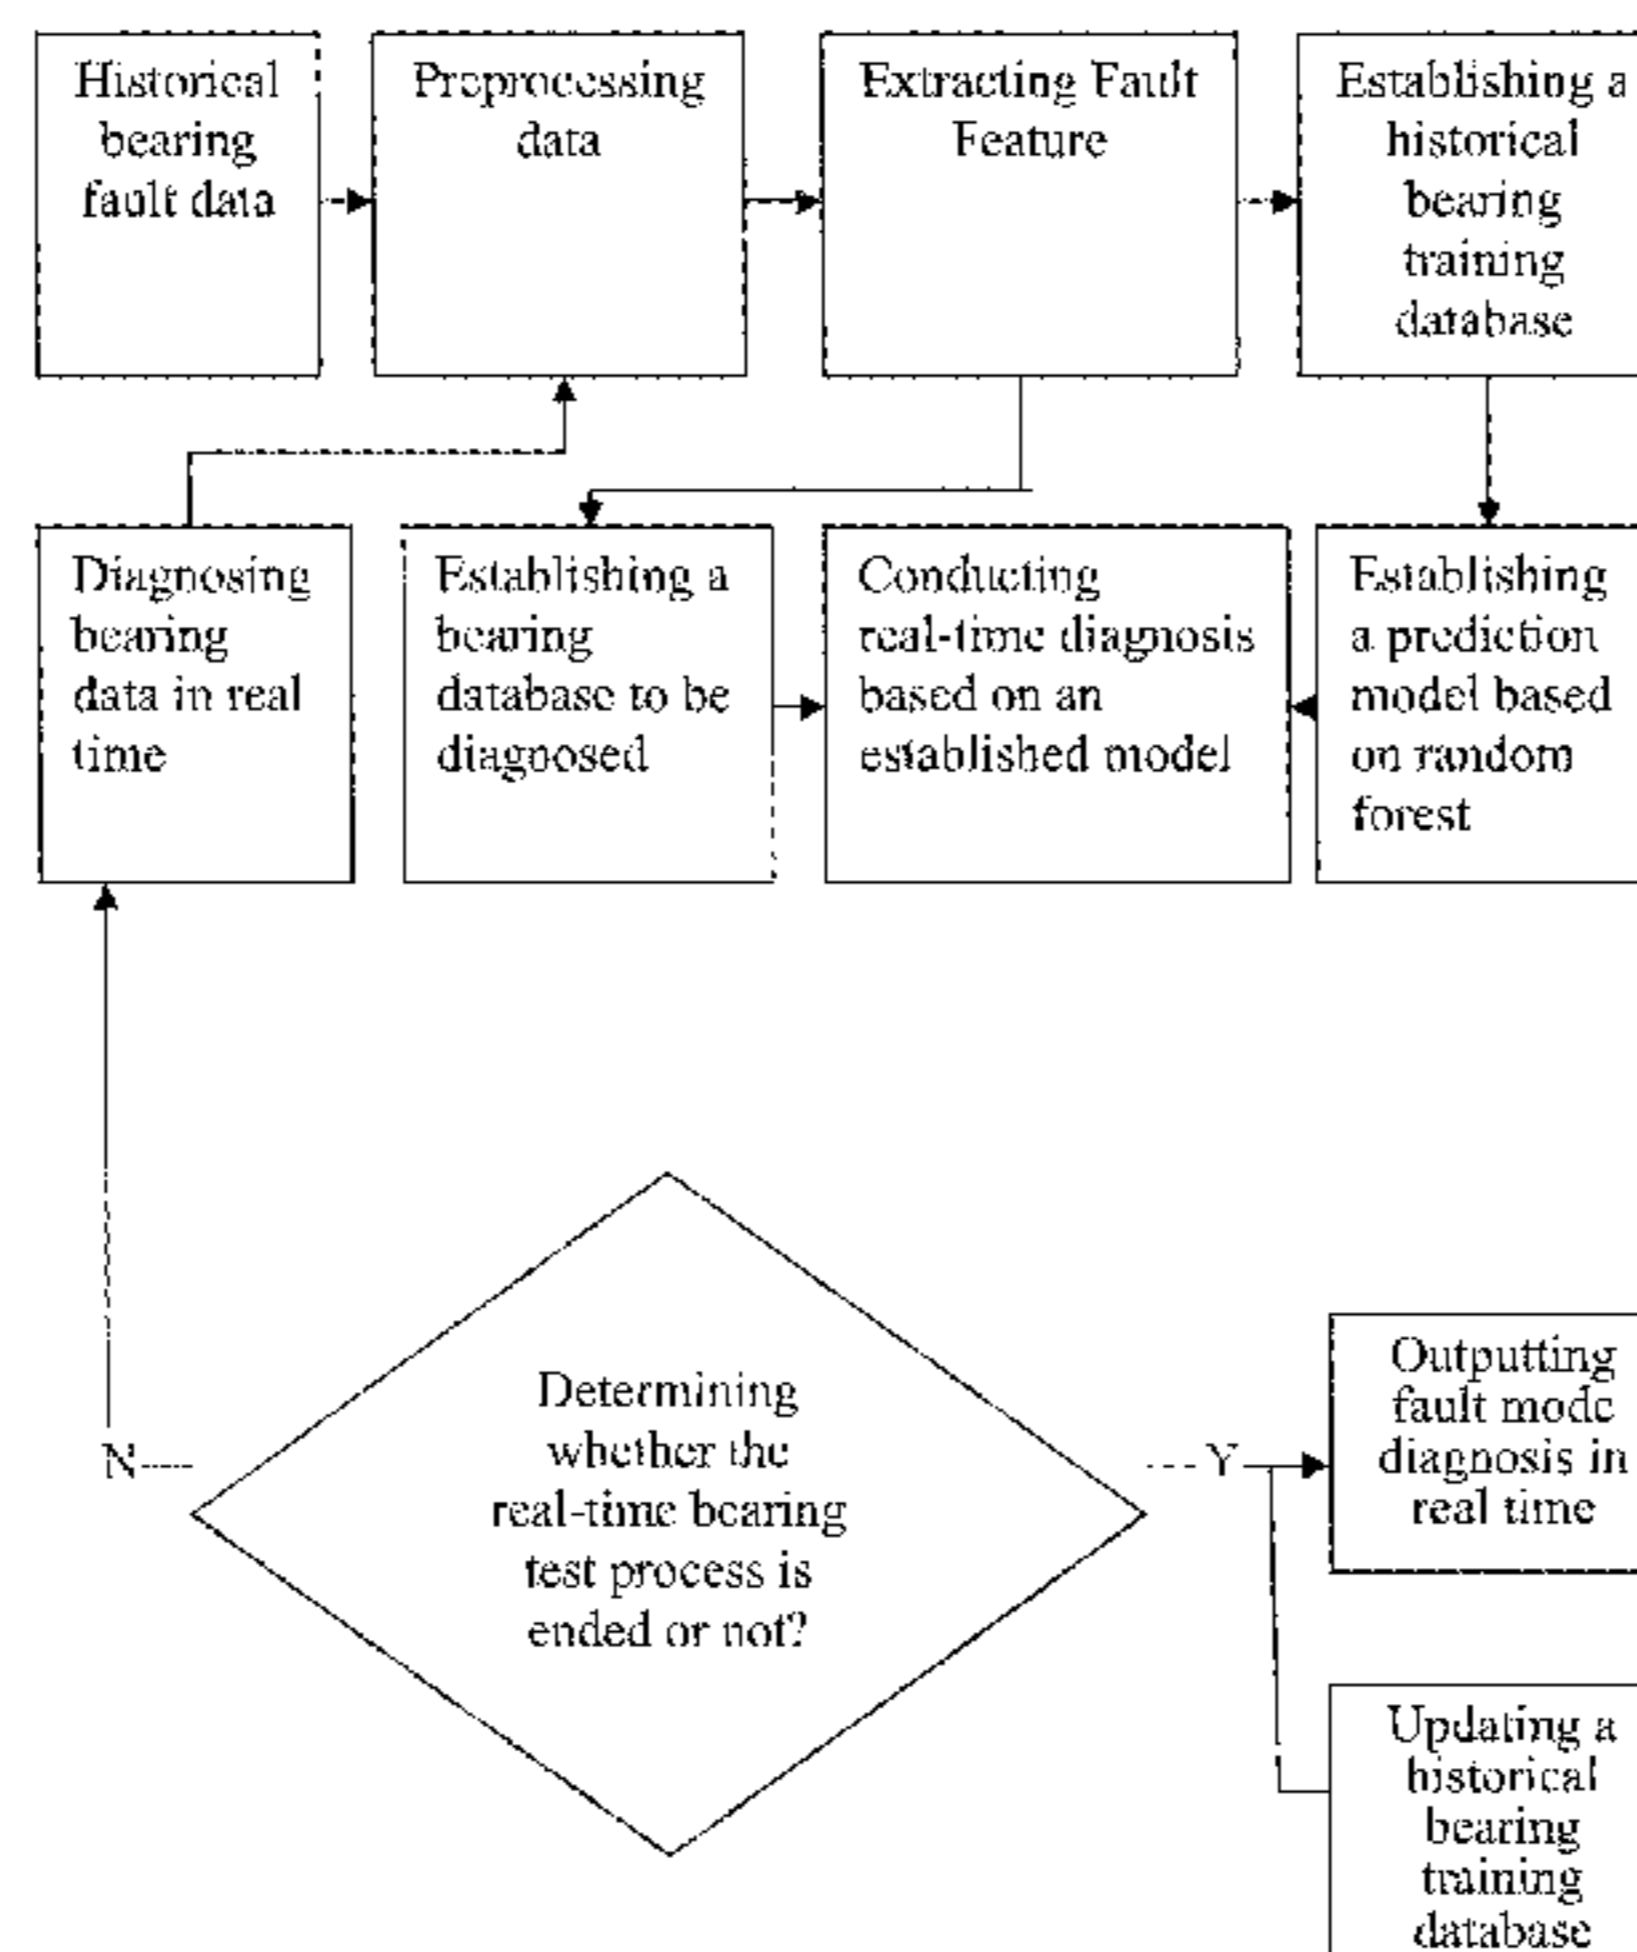 Historical
bearing
fault data
Preprocessing
data
Extracting Fault
Feature
Establishing a
historical
bearing
training
database
Diagnosing
bearing
data in real
time
Establishing a
bearing
database to be
diagnosed
Conducting
real-time diagnosis
based on an
established model
Establishing
a prediction
model based
on random
forest
Determining
whether the
real-time bearing
test process is
ended or not?
N
Y
Outputting
fault mode
diagnosis in
real time
Updating a
historical
bearing
training
database